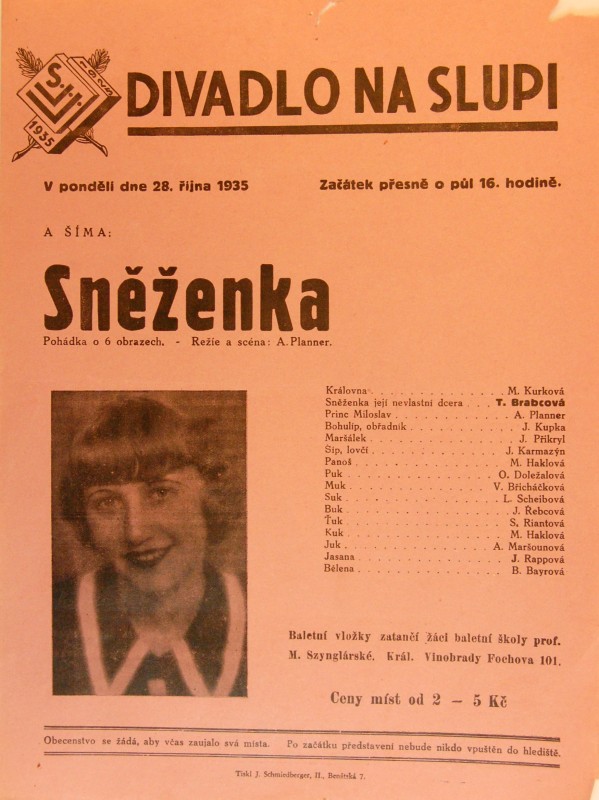 S.I.I.
1925
1935
DIVADLO NA SLUPI
V ponděli dne 28. října 1935
Začátek přesně o půl 16. hodině.
A ŠÍMA:
Sněženka
Pohádka o 6 obrazech. - Režie a scéna: A. Planner.
Královna . . . . . . . . . . . . . M. Kurková
Sněženka její nevlastní dcera . . . T. Brabcová
Princ Miloslav . . . . . . . . . . . A. Planner
Bohulip, obřadník . . . . . . . . . . J. Kupka
Maršálek . . . . . . . . . . . . . . J. Přikryl
Šíp, lovčí . . . . . . . . . . . . J. Karmazýn
Panoš . . . . . . . . . . . . . . M. Haklová
Puk . . . . . . . . . . . . . . O. Doležalová
Muk . . . . . . . . . . . . . V. Břicháčková
Suk . . . . . . . . . . . . . . L. Scheibová
Buk . . . . . . . . . . . . . . . J. Řebcová
Ťuk . . . . . . . . . . . . . . . S. Riantová
Kuk . . . . . . . . . . . . . . . M. Haklová
Juk . . . . . . . . . . . . . A. Maršounová
Jasana . . . . . . . . . . . . . . J. Rappová
Bělena . . . . . . . . . . . . . . B. Bayrová
Baletní vložky zatančí žáci baletní školy prof.
M. Szynglárské. Král. Vinobrady Fochova 101.
Ceny míst od 2 — 5 Kč
Obecenstvo se žádá, aby včas zaujalo svá místa. Po začátku představení nebude nikdo vpuštěn do hlediště.
Tiskl J. Schmindberger, II., Benátská 7.